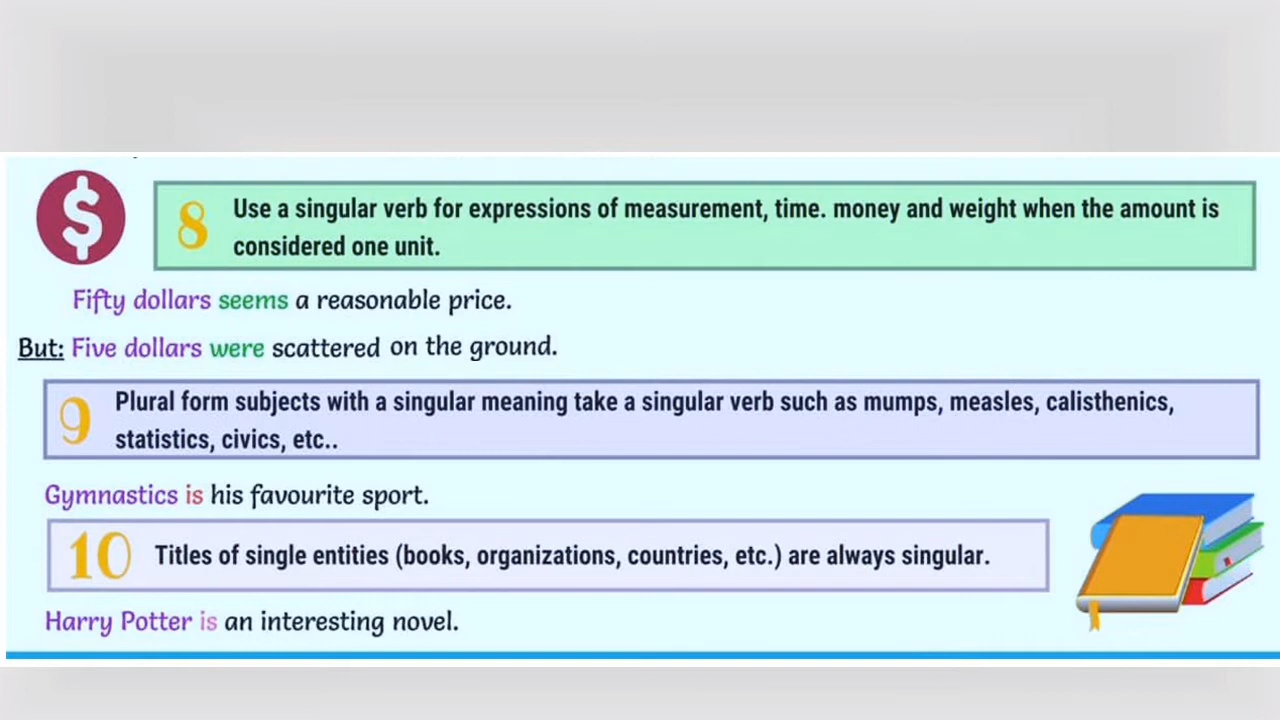 8 Use a singular verb for expressions of measurement, time. money and weight when the amount is
considered one unit.
Fifty dollars seems a reasonable price.
But: Five dollars were scattered on the ground.
9 Plural form subjects with a singular meaning take a singular verb such as mumps, measles, calisthenics,
statistics, civics, etc..
Gymnastics is his favourite sport.
10 Titles of single entities (books, organizations, countries, etc.) are always singular.
Harry Potter is an interesting novel.